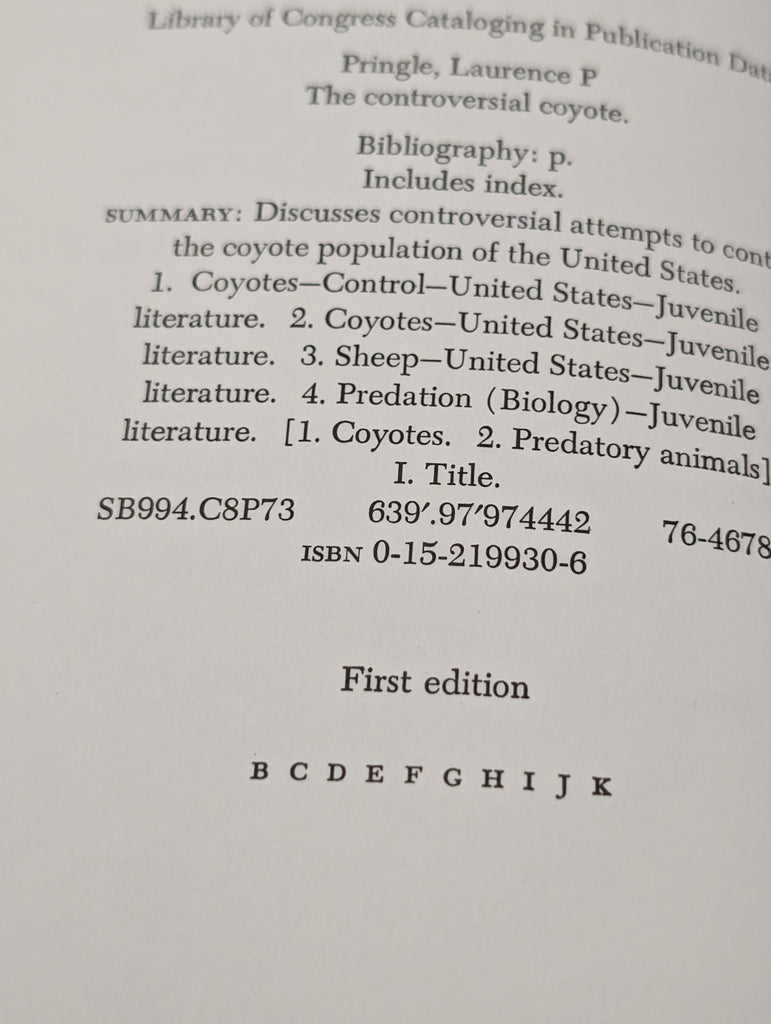 Library of Congress Cataloging in Publication Dat
Pringle, Laurence P
The controversial coyote.
Bibliography: p.
Includes index.
SUMMARY: Discusses controversial attempts to cont
the coyote population of the United States.
1. Coyotes—Control—United States—Juvenile
literature. 2. Coyotes—United States—Juvenile
literature. 3. Sheep—United States—Juvenile
literature. 4. Predation (Biology)—Juvenile
literature. [1. Coyotes. 2. Predatory animals]
I. Title.
SB994.C8P73 639′.97′974442 76-4678
ISBN 0-15-219930-6
First edition
B C D E F G H I J K